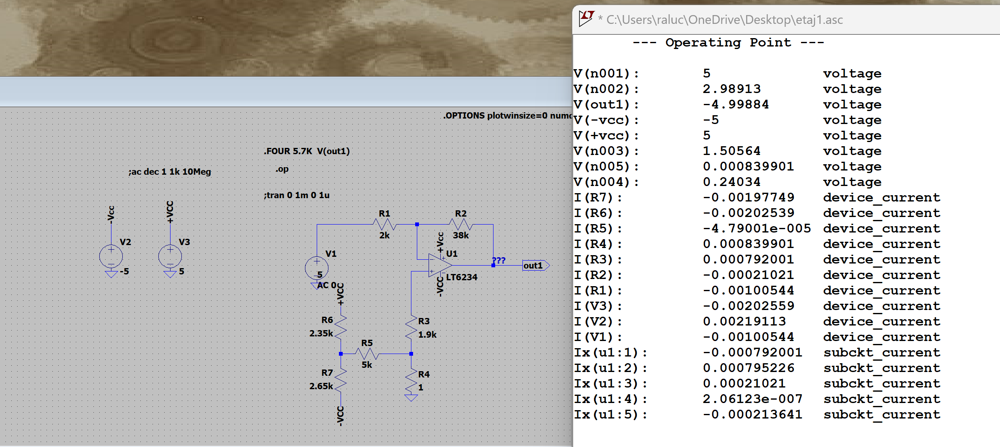 * C:\Users\raluc\OneDrive\Desktop\etaj1.asc
--- Operating Point ---
V(n001): 5 voltage
V(n002): 2.98913 voltage
V(out1): -4.99884 voltage
V(-vcc): -5 voltage
V(+vcc): 5 voltage
V(n003): 1.50564 voltage
V(n005): 0.000839901 voltage
V(n004): 0.24034 voltage
I(R7): -0.00197749 device_current
I(R6): -0.00202539 device_current
I(R5): -4.79001e-005 device_current
I(R4): 0.000839901 device_current
I(R3): 0.000792001 device_current
I(R2): -0.00021021 device_current
I(R1): -0.00100544 device_current
I(V3): -0.00202559 device_current
I(V2): 0.00219113 device_current
I(V1): -0.00100544 device_current
Ix(u1:1): -0.000792001 subckt_current
Ix(u1:2): 0.000795226 subckt_current
Ix(u1:3): 0.00021021 subckt_current
Ix(u1:4): 2.06123e-007 subckt_current
Ix(u1:5): -0.000213641 subckt_current
.OPTIONS plotwinsize=0
.FOUR 5.7K V(out1)
.op
;ac dec 1 1k 10Meg
;tran 0 1m 0 1u
-Vcc
+VCC
V2
-5
V3
5
V1
5
AC 0
R1
2k
R2
38k
+Vcc
U1
???
out1
LT6234
-VCC
+VCC
R6
2.35k
R3
1.9k
R5
5k
R7
2.65k
R4
1
-VCC